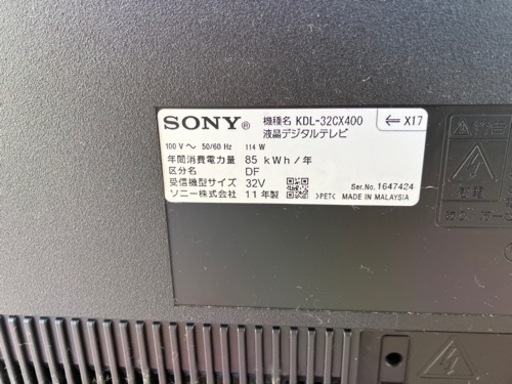 SONY® 機種名 KDL-32CX400
液晶デジタルテレビ
⇐ X17
100 V～ 50/60 Hz 114 W
年間消費電力量 85 kWh/年
区分名 DF
受信機型サイズ 32V
ソニー株式会社 11年製
Ser.No. 1647424
>PET< MADE IN MALAYSIA